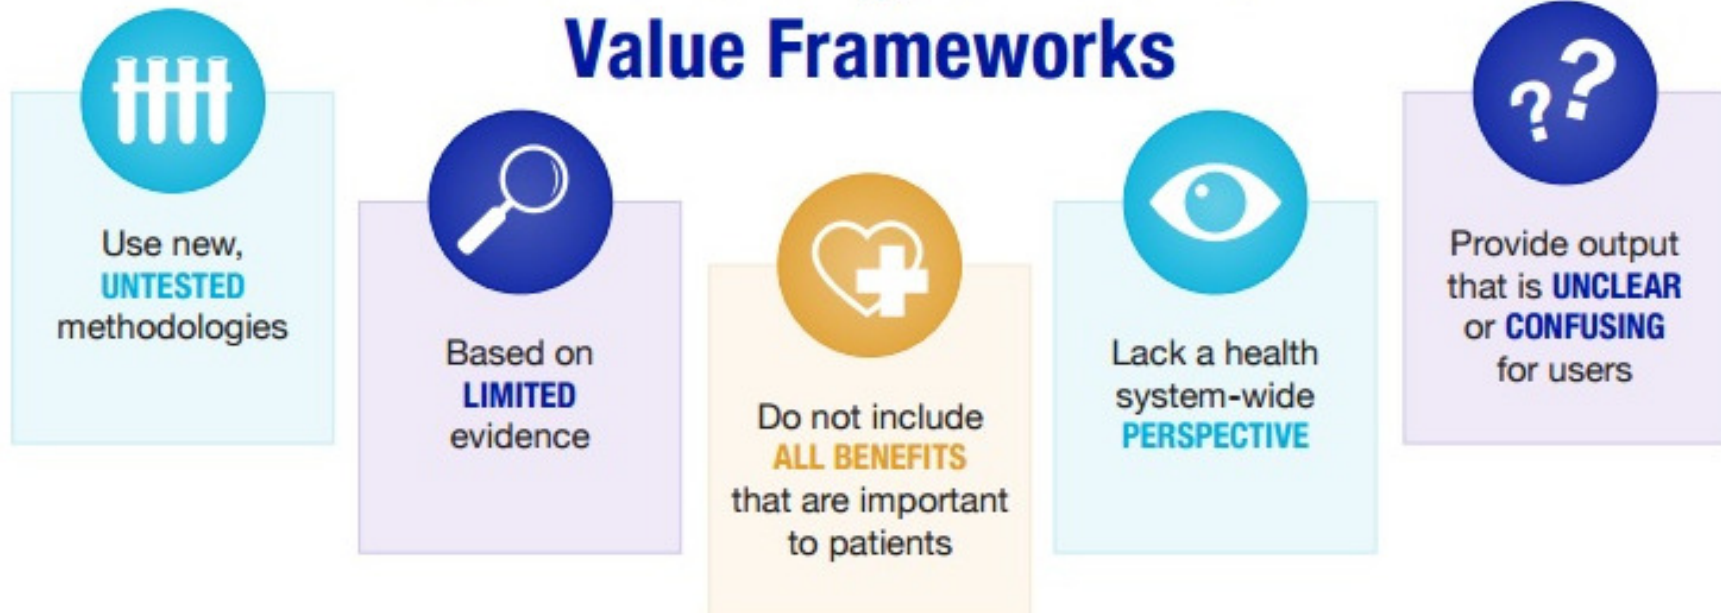 Value Frameworks
Use new,
UNTESTED
methodologies
Based on
LIMITED
evidence
Do not include
ALL BENEFITS
that are important
to patients
Lack a health
system-wide
PERSPECTIVE
??
Provide output
that is UNCLEAR
or CONFUSING
for users